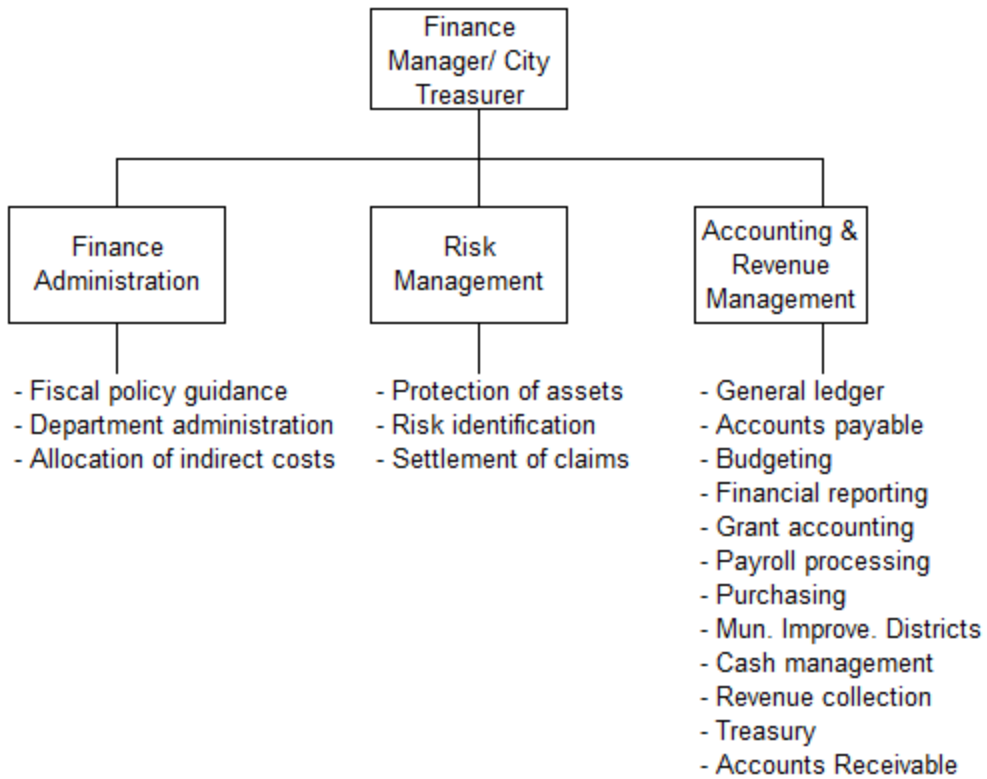 Finance
Manager/ City
Treasurer
Finance
Administration
Risk
Management
Accounting &
Revenue
Management
- Fiscal policy guidance
- Department administration
- Allocation of indirect costs
- Protection of assets
- Risk identification
- Settlement of claims
- General ledger
- Accounts payable
- Budgeting
- Financial reporting
- Grant accounting
- Payroll processing
- Purchasing
- Mun. Improve. Districts
- Cash management
- Revenue collection
- Treasury
- Accounts Receivable